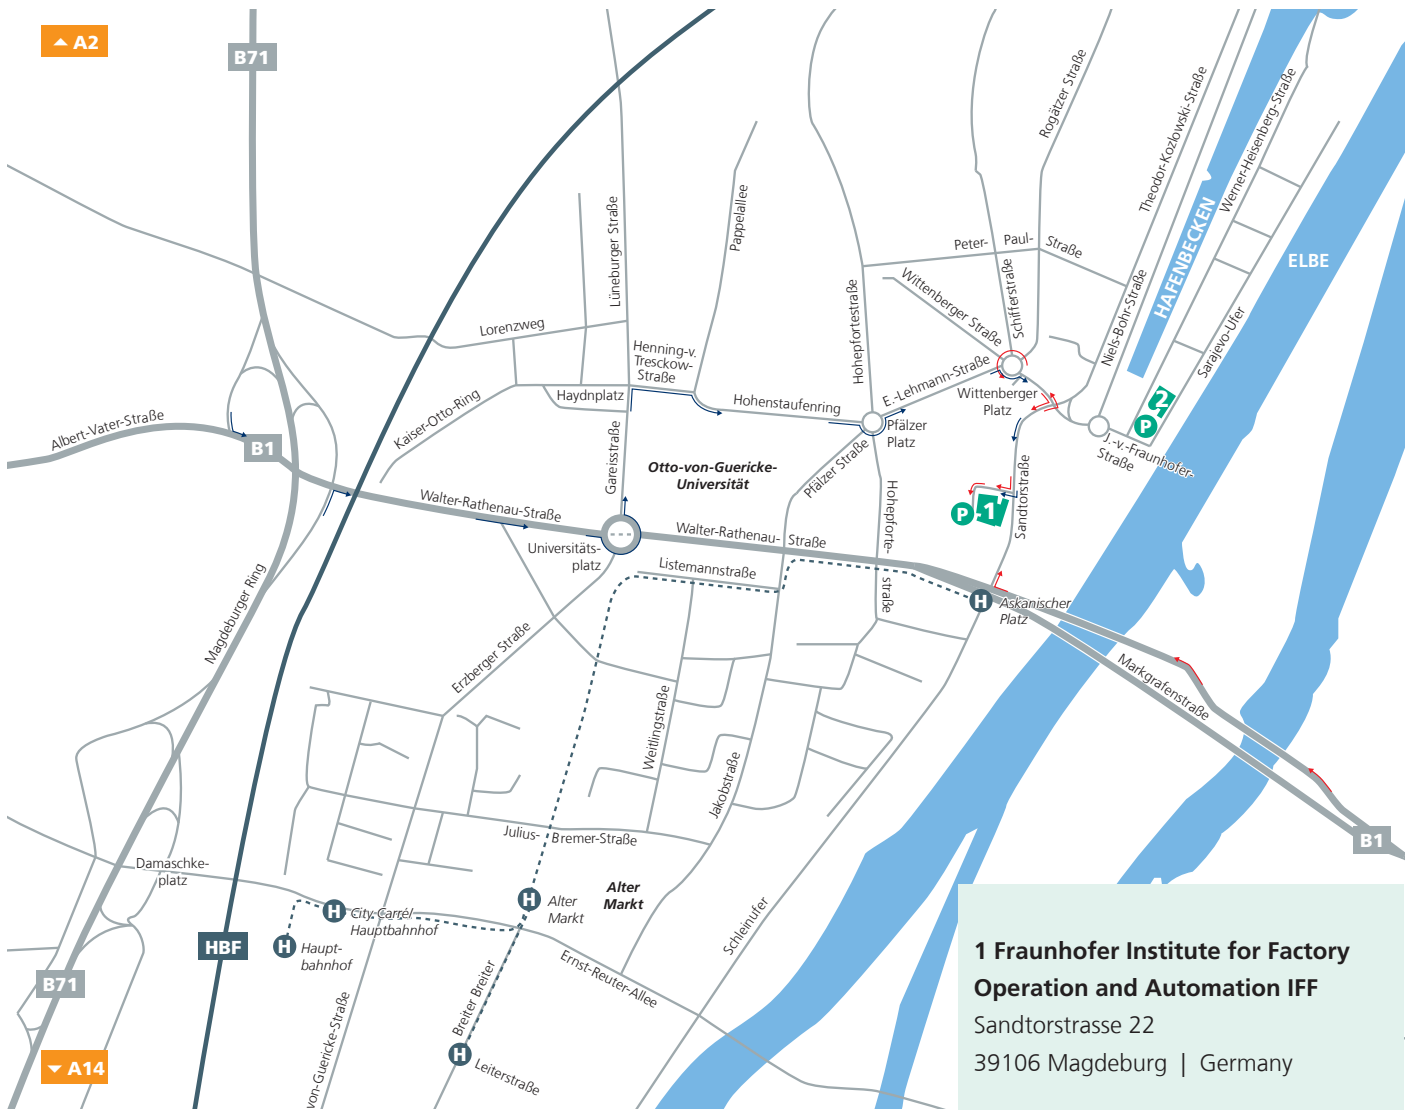 A2
B71
Rogätzer Straße
Theodor-Kozlowski-Straße
Werner-Heisenberg-Straße
Lüneburger Straße
Pappelallee
Peter- Paul- Straße
HAFENBECKEN
ELBE
Wittenberger Straße
Schifferstraße
Hohepfortestraße
Niels-Bohr-Straße
Sarajevo-Ufer
Lorenzweg
Henning-v.
Tresckow-
Straße
Haydnplatz
Hohenstaufenring
E.-Lehmann-Straße
Wittenberger
Platz
2
P
Kaiser-Otto-Ring
Albert-Vater-Straße
B1
Gareisstraße
Pfälzer
Platz
Pfälzer Straße
J.-v.-Fraunhofer-
Straße
Otto-von-Guericke-
Universität
Hohepforte-
straße
Sandtorstraße
P
1
Walter-Rathenau-Straße
Walter-Rathenau- Straße
Universitäts-
platz
Listemannstraße
H
Askanischer
Platz
Magdeburger Ring
Erzberger Straße
Markgrafenstraße
Weitlingstraße
Jakobstraße
Julius- Bremer-Straße
B1
Damaschke-
platz
Alter
Markt
H
Alter
Markt
H
City Carré/
Hauptbahnhof
H
Haupt-
bahnhof
HBF
Schleinufer
Ernst-Reuter-Allee
B71
Breiter Breiter
von-Guericke-Straße
H
Leiterstraße
A14
1 Fraunhofer Institute for Factory
Operation and Automation IFF
Sandtorstrasse 22
39106 Magdeburg | Germany